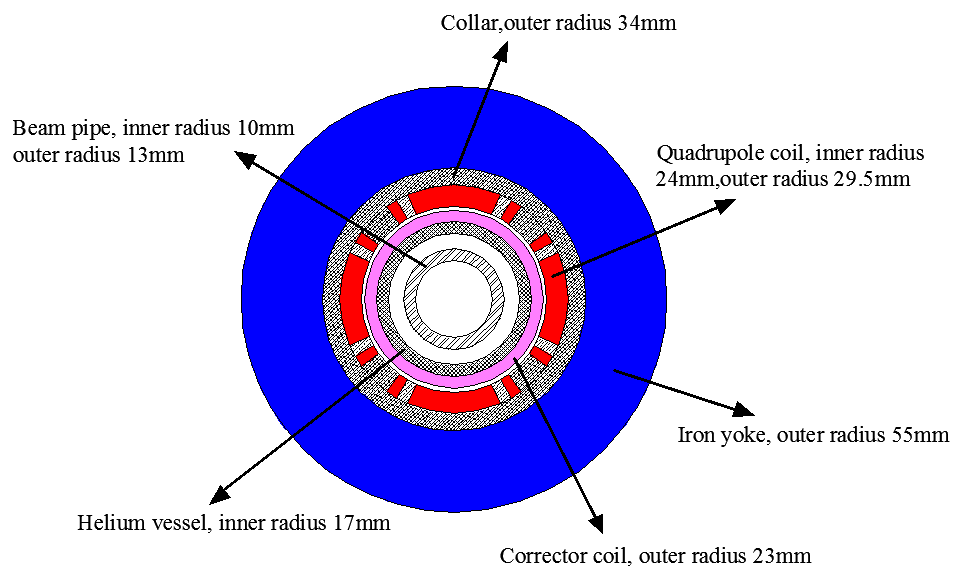 Collar,outer radius 34mm
Beam pipe, inner radius 10mm
outer radius 13mm
Quadrupole coil, inner radius
24mm,outer radius 29.5mm
Iron yoke, outer radius 55mm
Helium vessel, inner radius 17mm
Corrector coil, outer radius 23mm